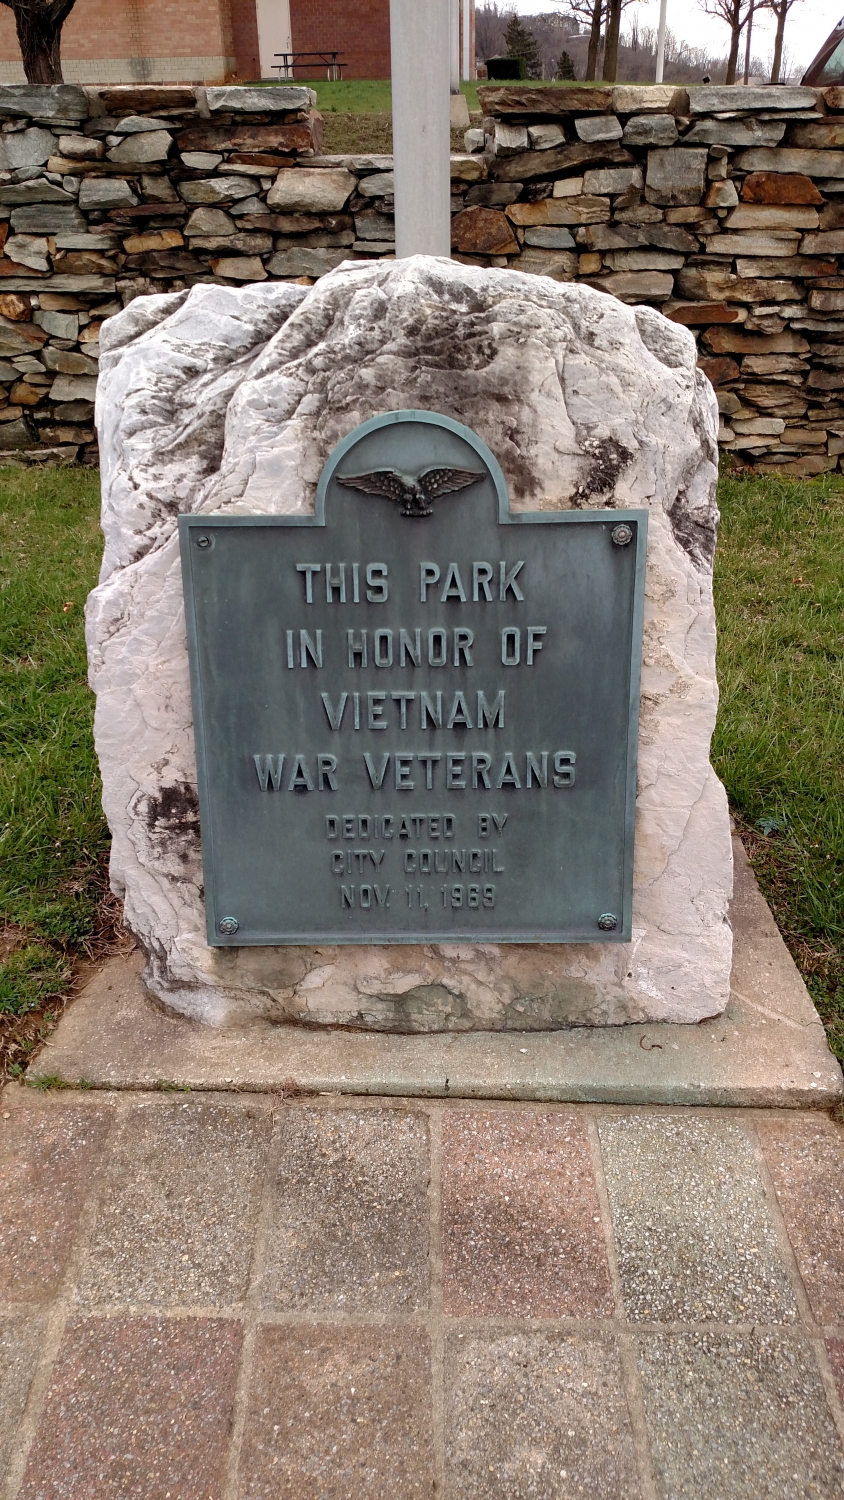 THIS PARK
IN HONOR OF
VIETNAM
WAR VETERANS
DEDICATED BY
CITY COUNCIL
NOV. 11, 1969